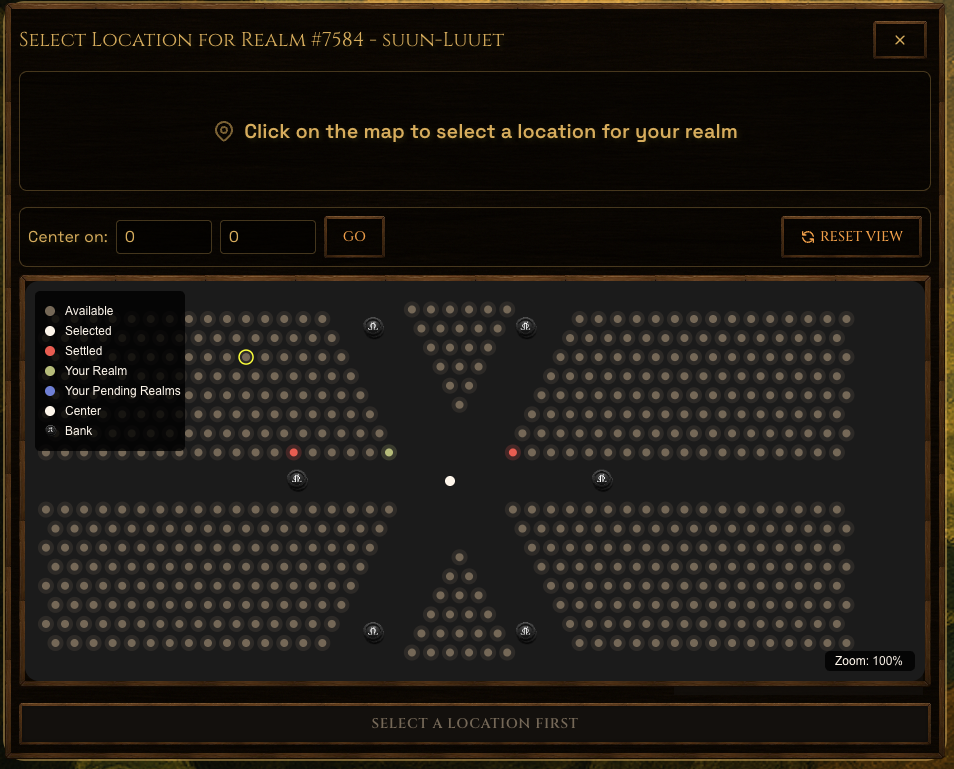 Select Location for Realm #7584 - suun-Luuet
×
Click on the map to select a location for your realm
Center on:
0
0
GO
RESET VIEW
Available
Selected
Settled
Your Realm
Your Pending Realms
Center
Bank
Zoom: 100%
SELECT A LOCATION FIRST